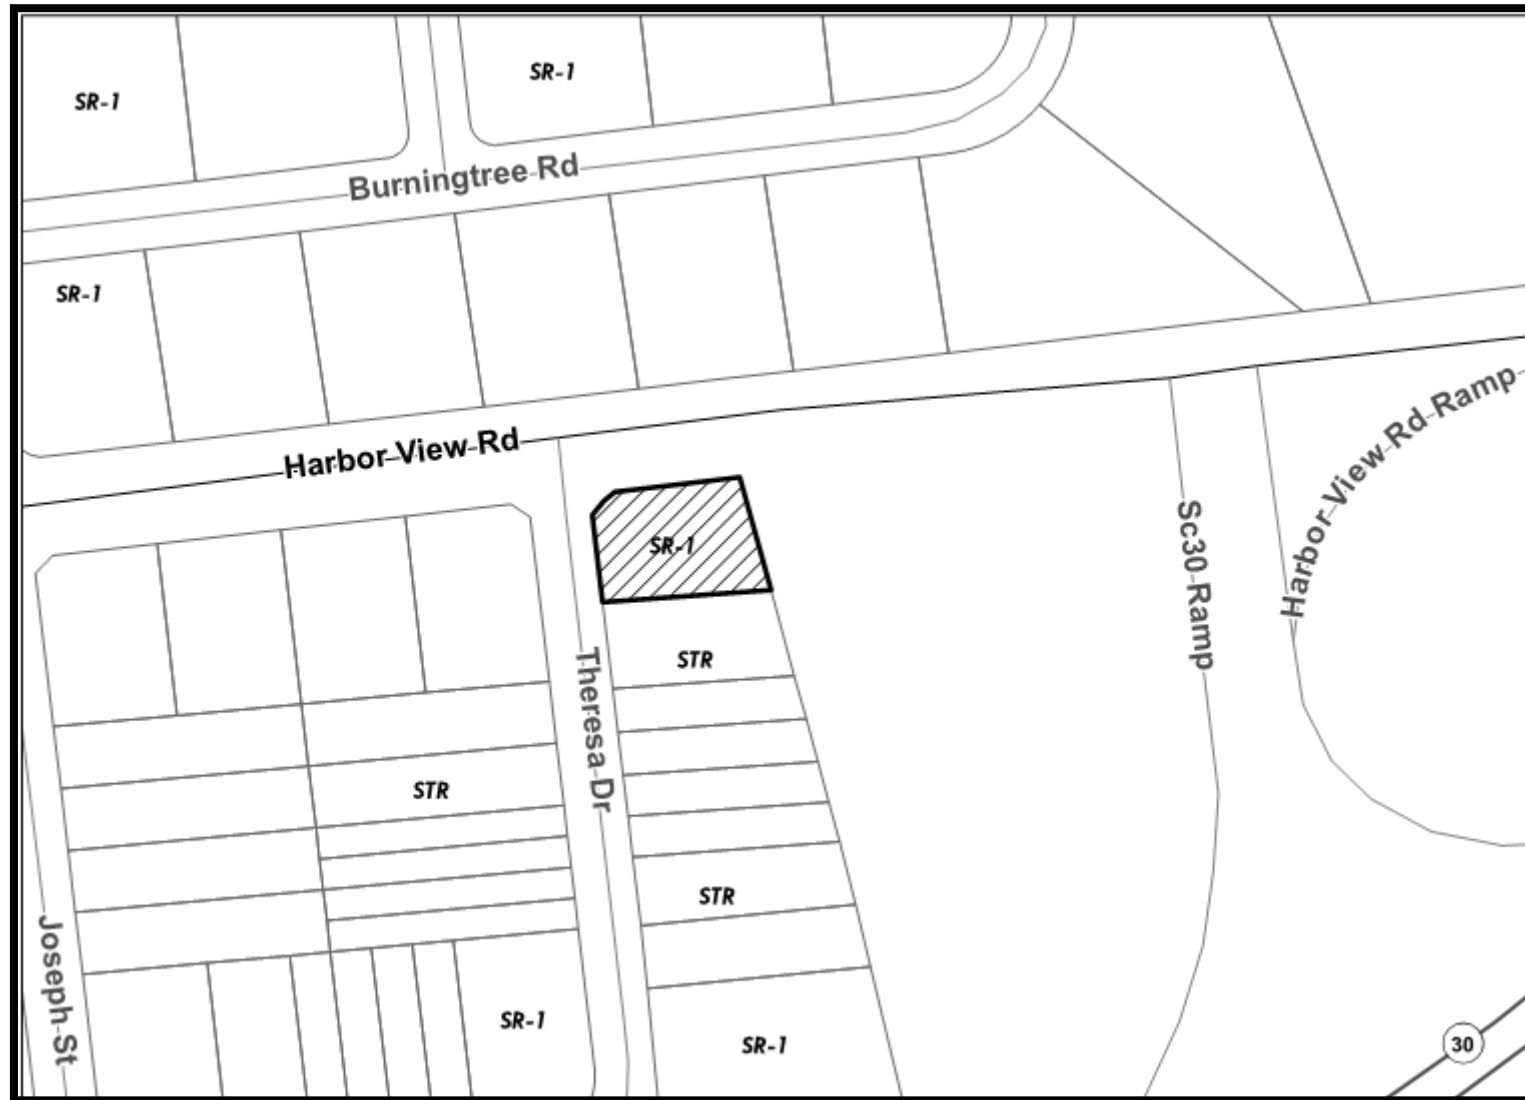 SR-1
SR-1
Burningtree Rd
SR-1
Harbor View Rd
Harbor View Rd Ramp
SR-1
Sc30 Ramp
STR
Theresa Dr
STR
STR
Joseph St
SR-1
SR-1
30